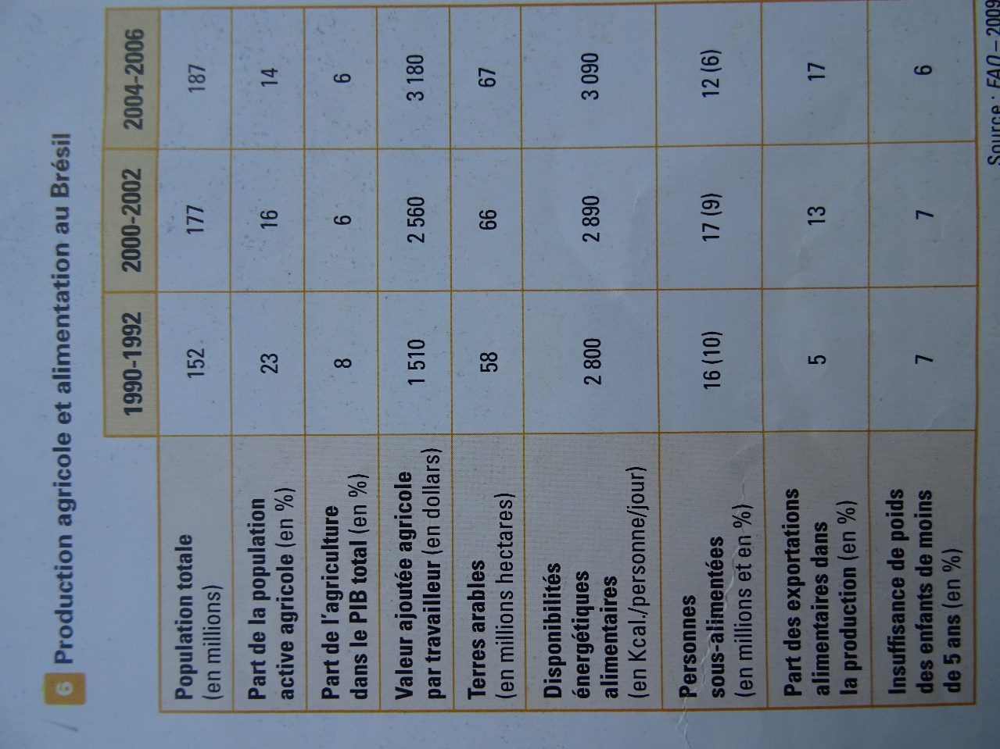 6 Production agricole et alimentation au Brésil
1990-1992 2000-2002 2004-2006
Population totale
(en millions) 152 177 187
Part de la population
active agricole (en %) 23 16 14
Part de l'agriculture
dans le PIB total (en %) 8 6 6
Valeur ajoutée agricole
par travailleur (en dollars) 1 510 2 560 3 180
Terres arables
(en millions hectares) 58 66 67
Disponibilités
énergétiques
alimentaires
(en Kcal./personne/jour) 2 800 2 890 3 090
Personnes
sous-alimentées
(en millions et en %) 16 (10) 17 (9) 12 (6)
Part des exportations
alimentaires dans
la production (en %) 5 13 17
Insuffisance de poids
des enfants de moins
de 5 ans (en %) 7 7 6
Source : FAO – 2009